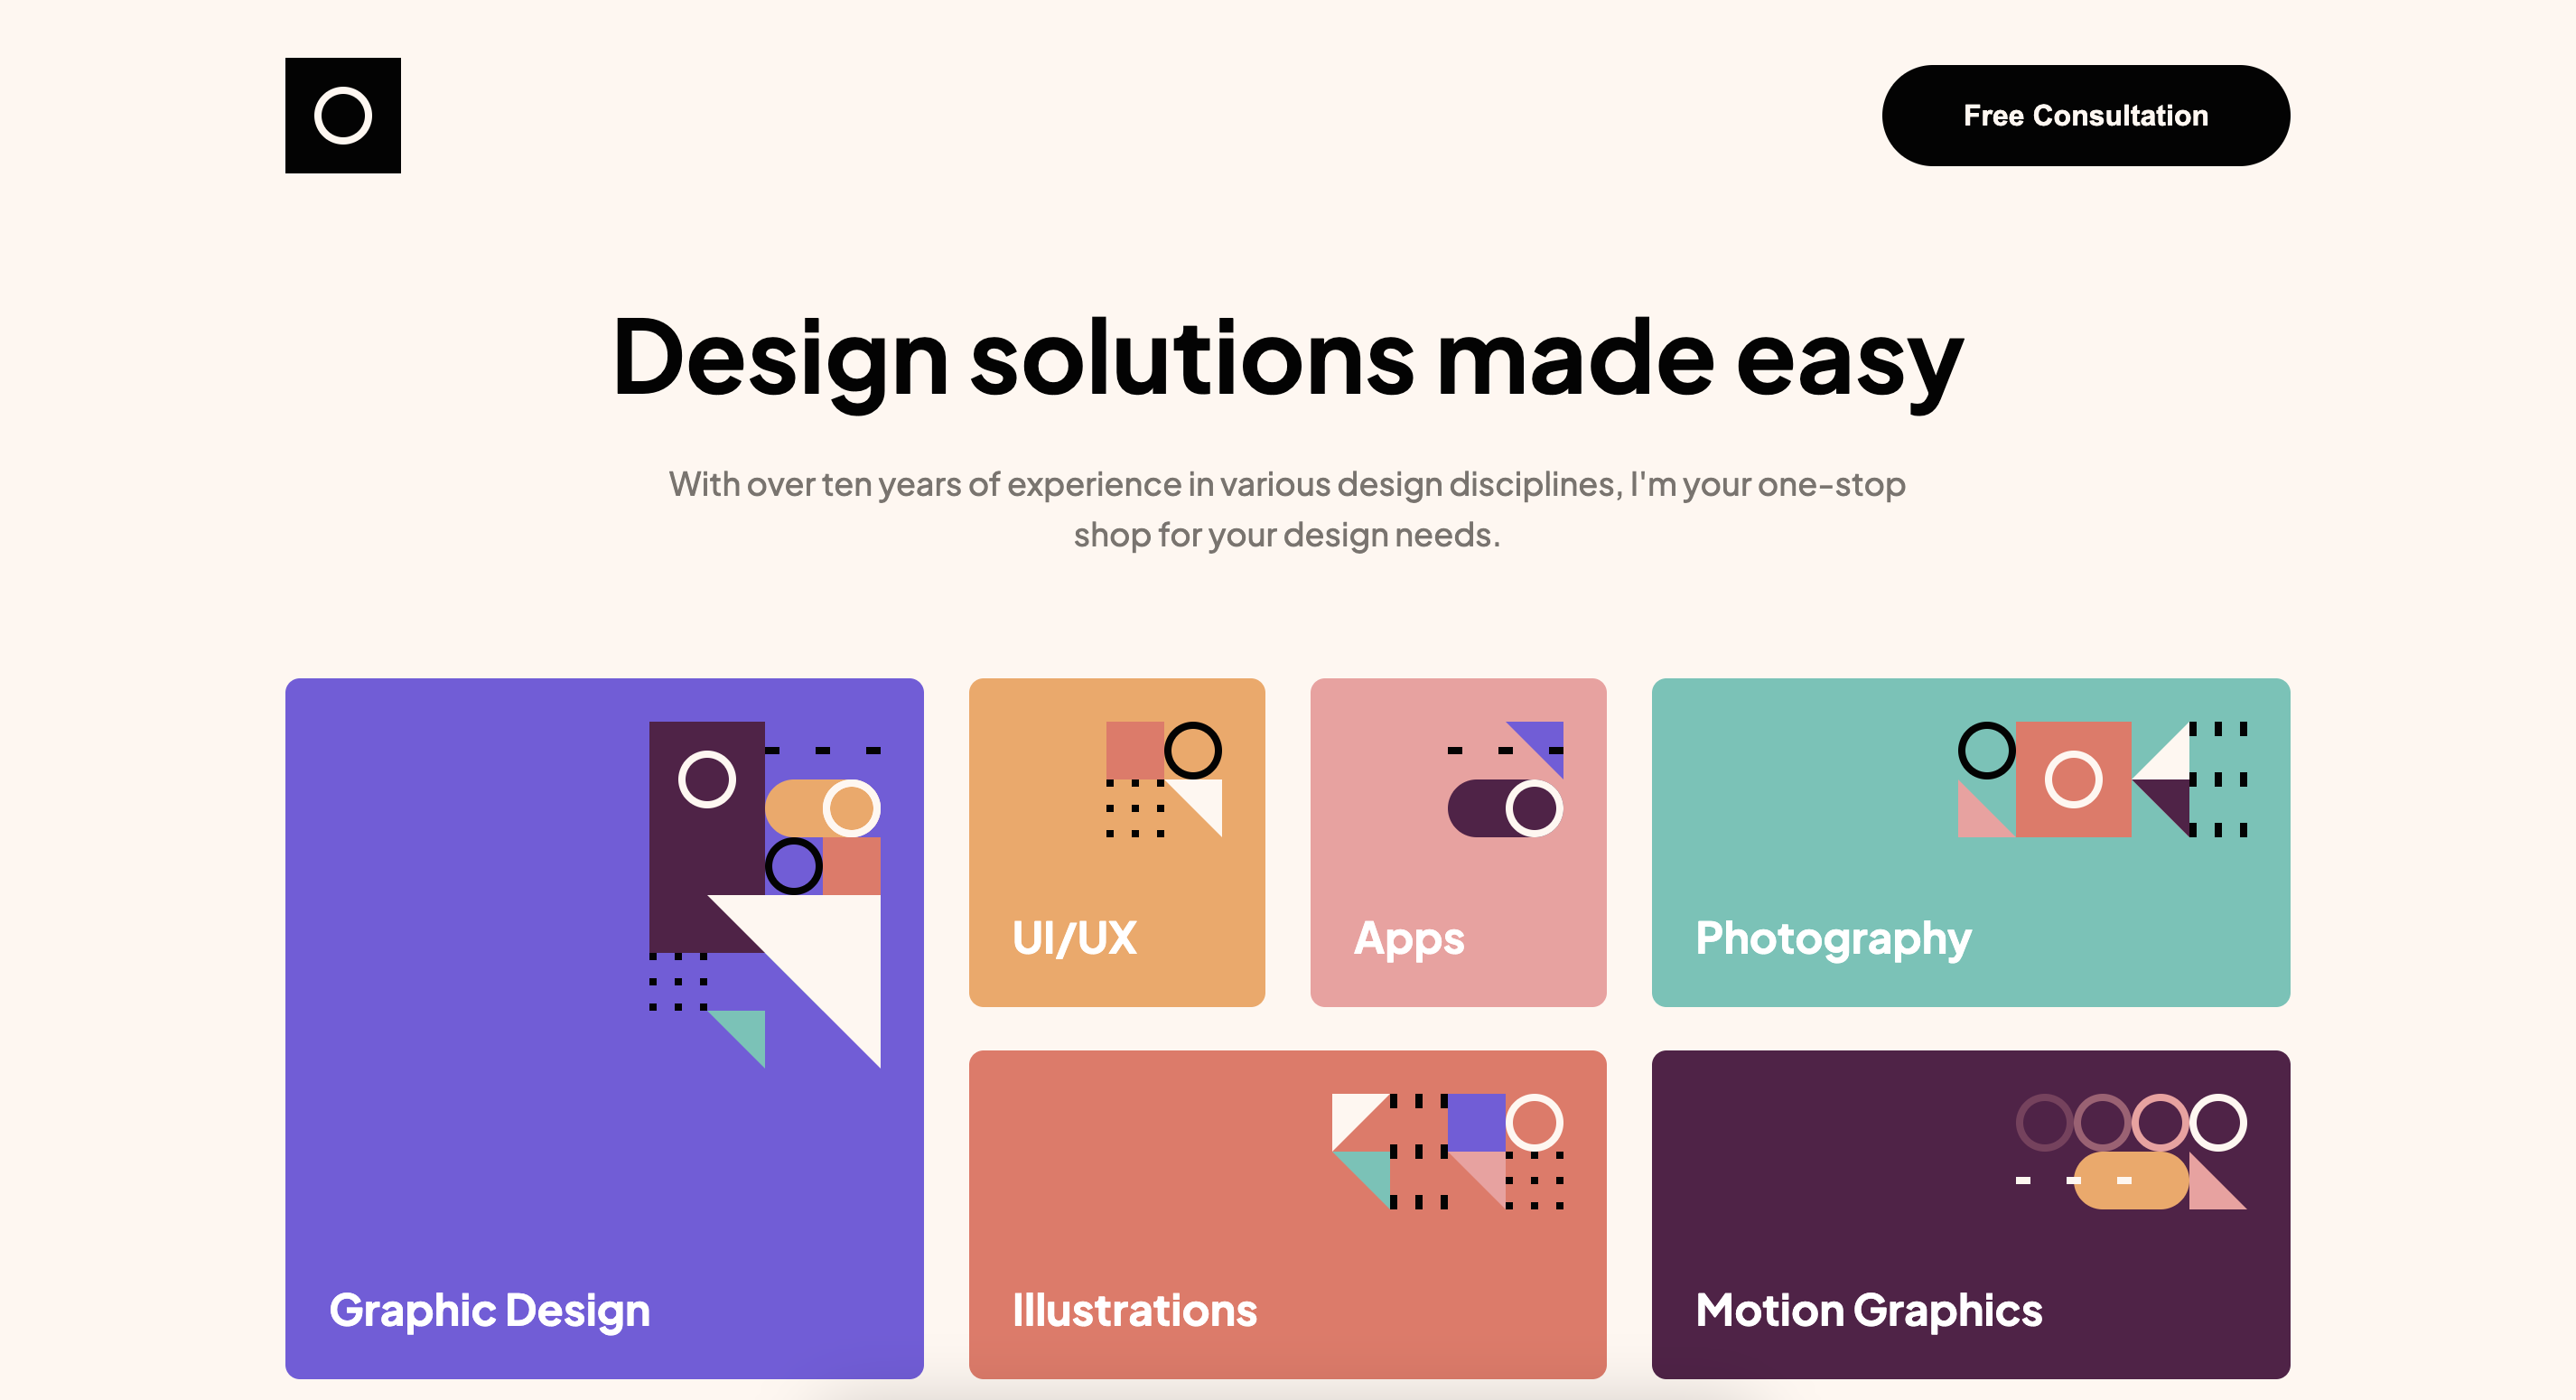 Free Consultation
Design solutions made easy
With over ten years of experience in various design disciplines, I'm your one-stop
shop for your design needs.
UI/UX
Apps
Photography
Graphic Design
Illustrations
Motion Graphics